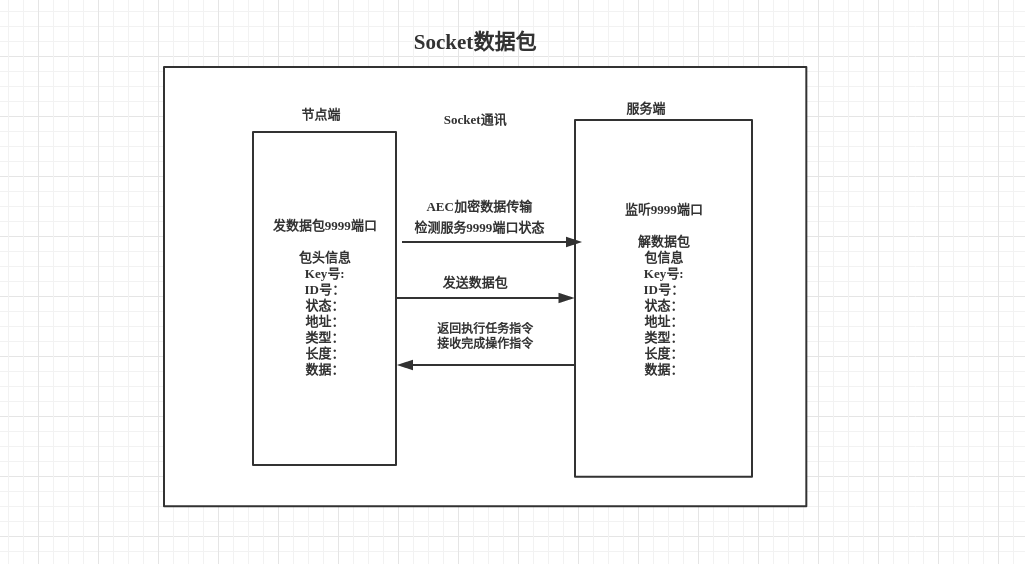 Socket数据包
节点端
Socket通讯
服务端
发数据包9999端口
包头信息
Key号:
ID号：
状态：
地址：
类型：
长度：
数据：
AEC加密数据传输
检测服务9999端口状态
发送数据包
返回执行任务指令
接收完成操作指令
监听9999端口
解数据包
包信息
Key号:
ID号：
状态：
地址：
类型：
长度：
数据：